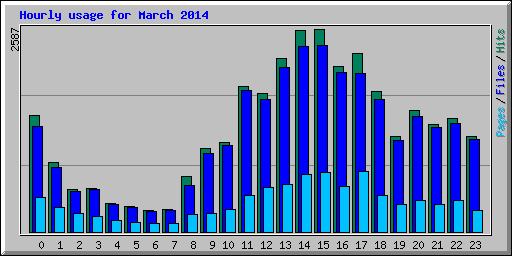 Hourly usage for March 2014
2587
Pages/Files/Hits
0 1 2 3 4 5 6 7 8 9 10 11 12 13 14 15 16 17 18 19 20 21 22 23